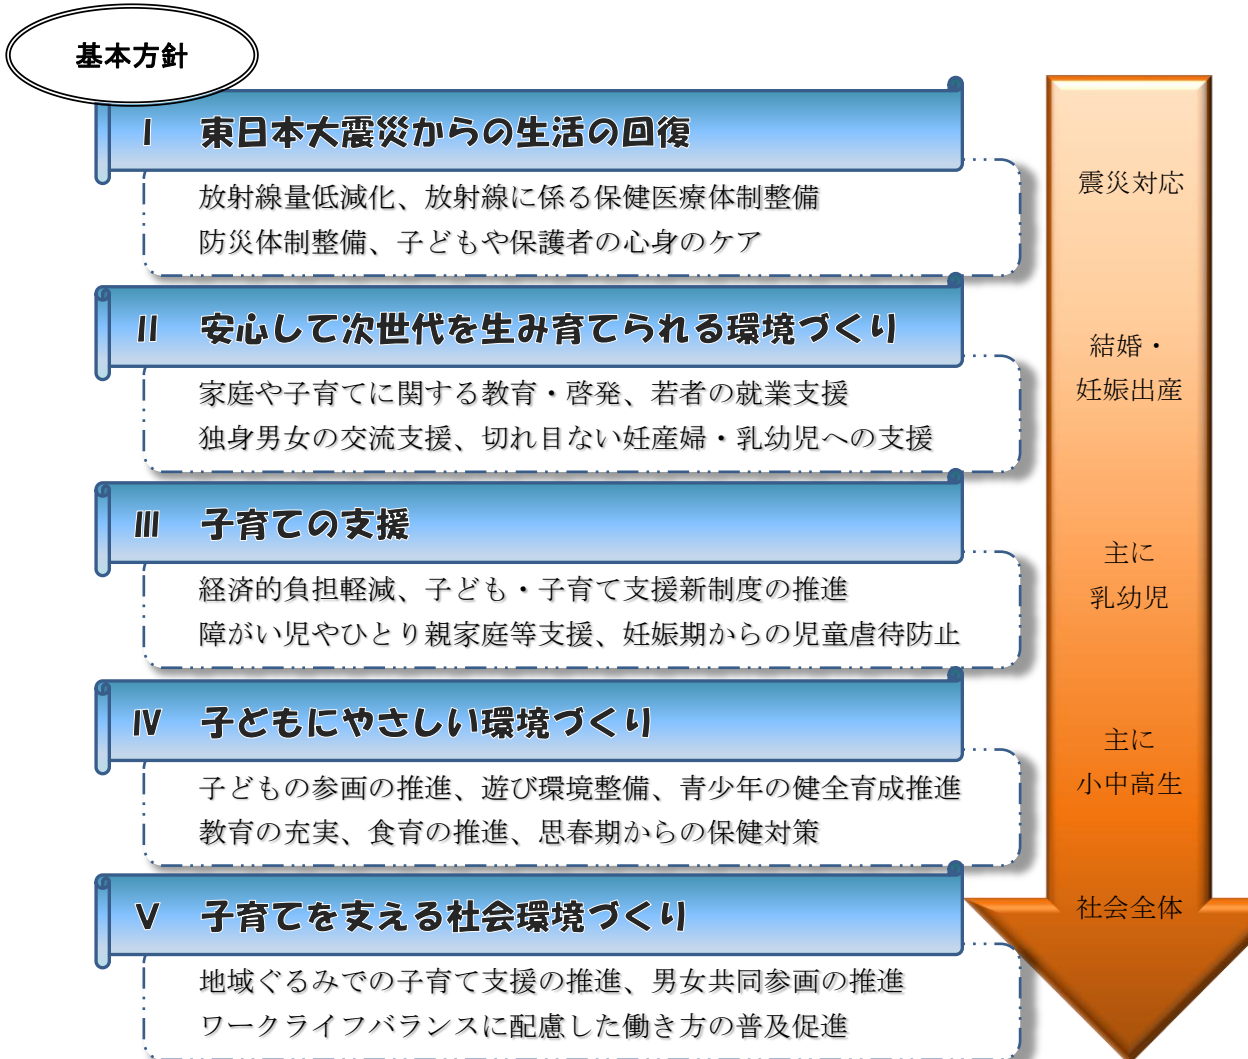 基本方針
Ⅰ 東日本大震災からの生活の回復
放射線量低減化、放射線に係る保健医療体制整備
防災体制整備、子どもや保護者の心身のケア
Ⅱ 安心して次世代を生み育てられる環境づくり
家庭や子育てに関する教育・啓発、若者の就業支援
独身男女の交流支援、切れ目ない妊産婦・乳幼児への支援
Ⅲ 子育ての支援
経済的負担軽減、子ども・子育て支援新制度の推進
障がい児やひとり親家庭等支援、妊娠期からの児童虐待防止
Ⅳ 子どもにやさしい環境づくり
子どもの参画の推進、遊び環境整備、青少年の健全育成推進
教育の充実、食育の推進、思春期からの保健対策
Ⅴ 子育てを支える社会環境づくり
地域ぐるみでの子育て支援の推進、男女共同参画の推進
ワークライフバランスに配慮した働き方の普及促進
震災対応
結婚・
妊娠出産
主に
乳幼児
主に
小中高生
社会全体